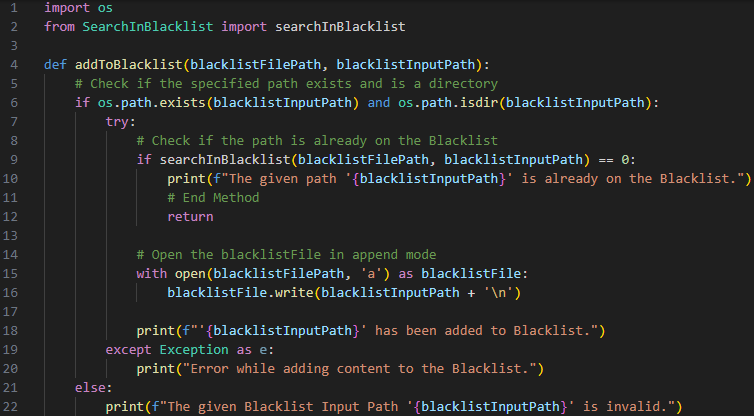 1 import os
2 from SearchInBlacklist import searchInBlacklist
3
4 def addToBlacklist(blacklistFilePath, blacklistInputPath):
5     # Check if the specified path exists and is a directory
6     if os.path.exists(blacklistInputPath) and os.path.isdir(blacklistInputPath):
7         try:
8             # Check if the path is already on the Blacklist
9             if searchInBlacklist(blacklistFilePath, blacklistInputPath) == 0:
10                 print(f"The given path '{blacklistInputPath}' is already on the Blacklist.")
11                 # End Method
12                 return
13
14             # Open the blacklistFile in append mode
15             with open(blacklistFilePath, 'a') as blacklistFile:
16                 blacklistFile.write(blacklistInputPath + '\n')
17
18             print(f"'{blacklistInputPath}' has been added to Blacklist.")
19         except Exception as e:
20             print("Error while adding content to the Blacklist.")
21     else:
22         print(f"The given Blacklist Input Path '{blacklistInputPath}' is invalid.")